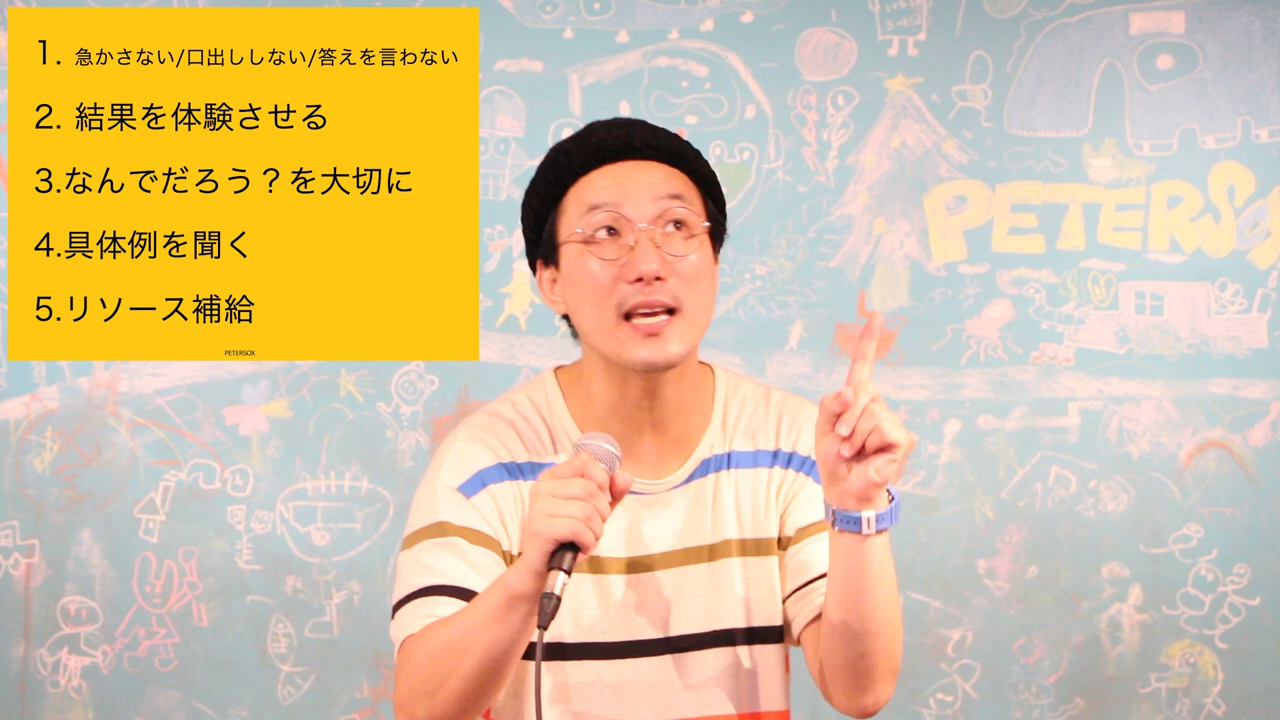 1. 急かさない/口出ししない/答えを言わない
2. 結果を体験させる
3.なんでだろう？を大切に
4.具体例を聞く
5.リソース補給
PETERSOX